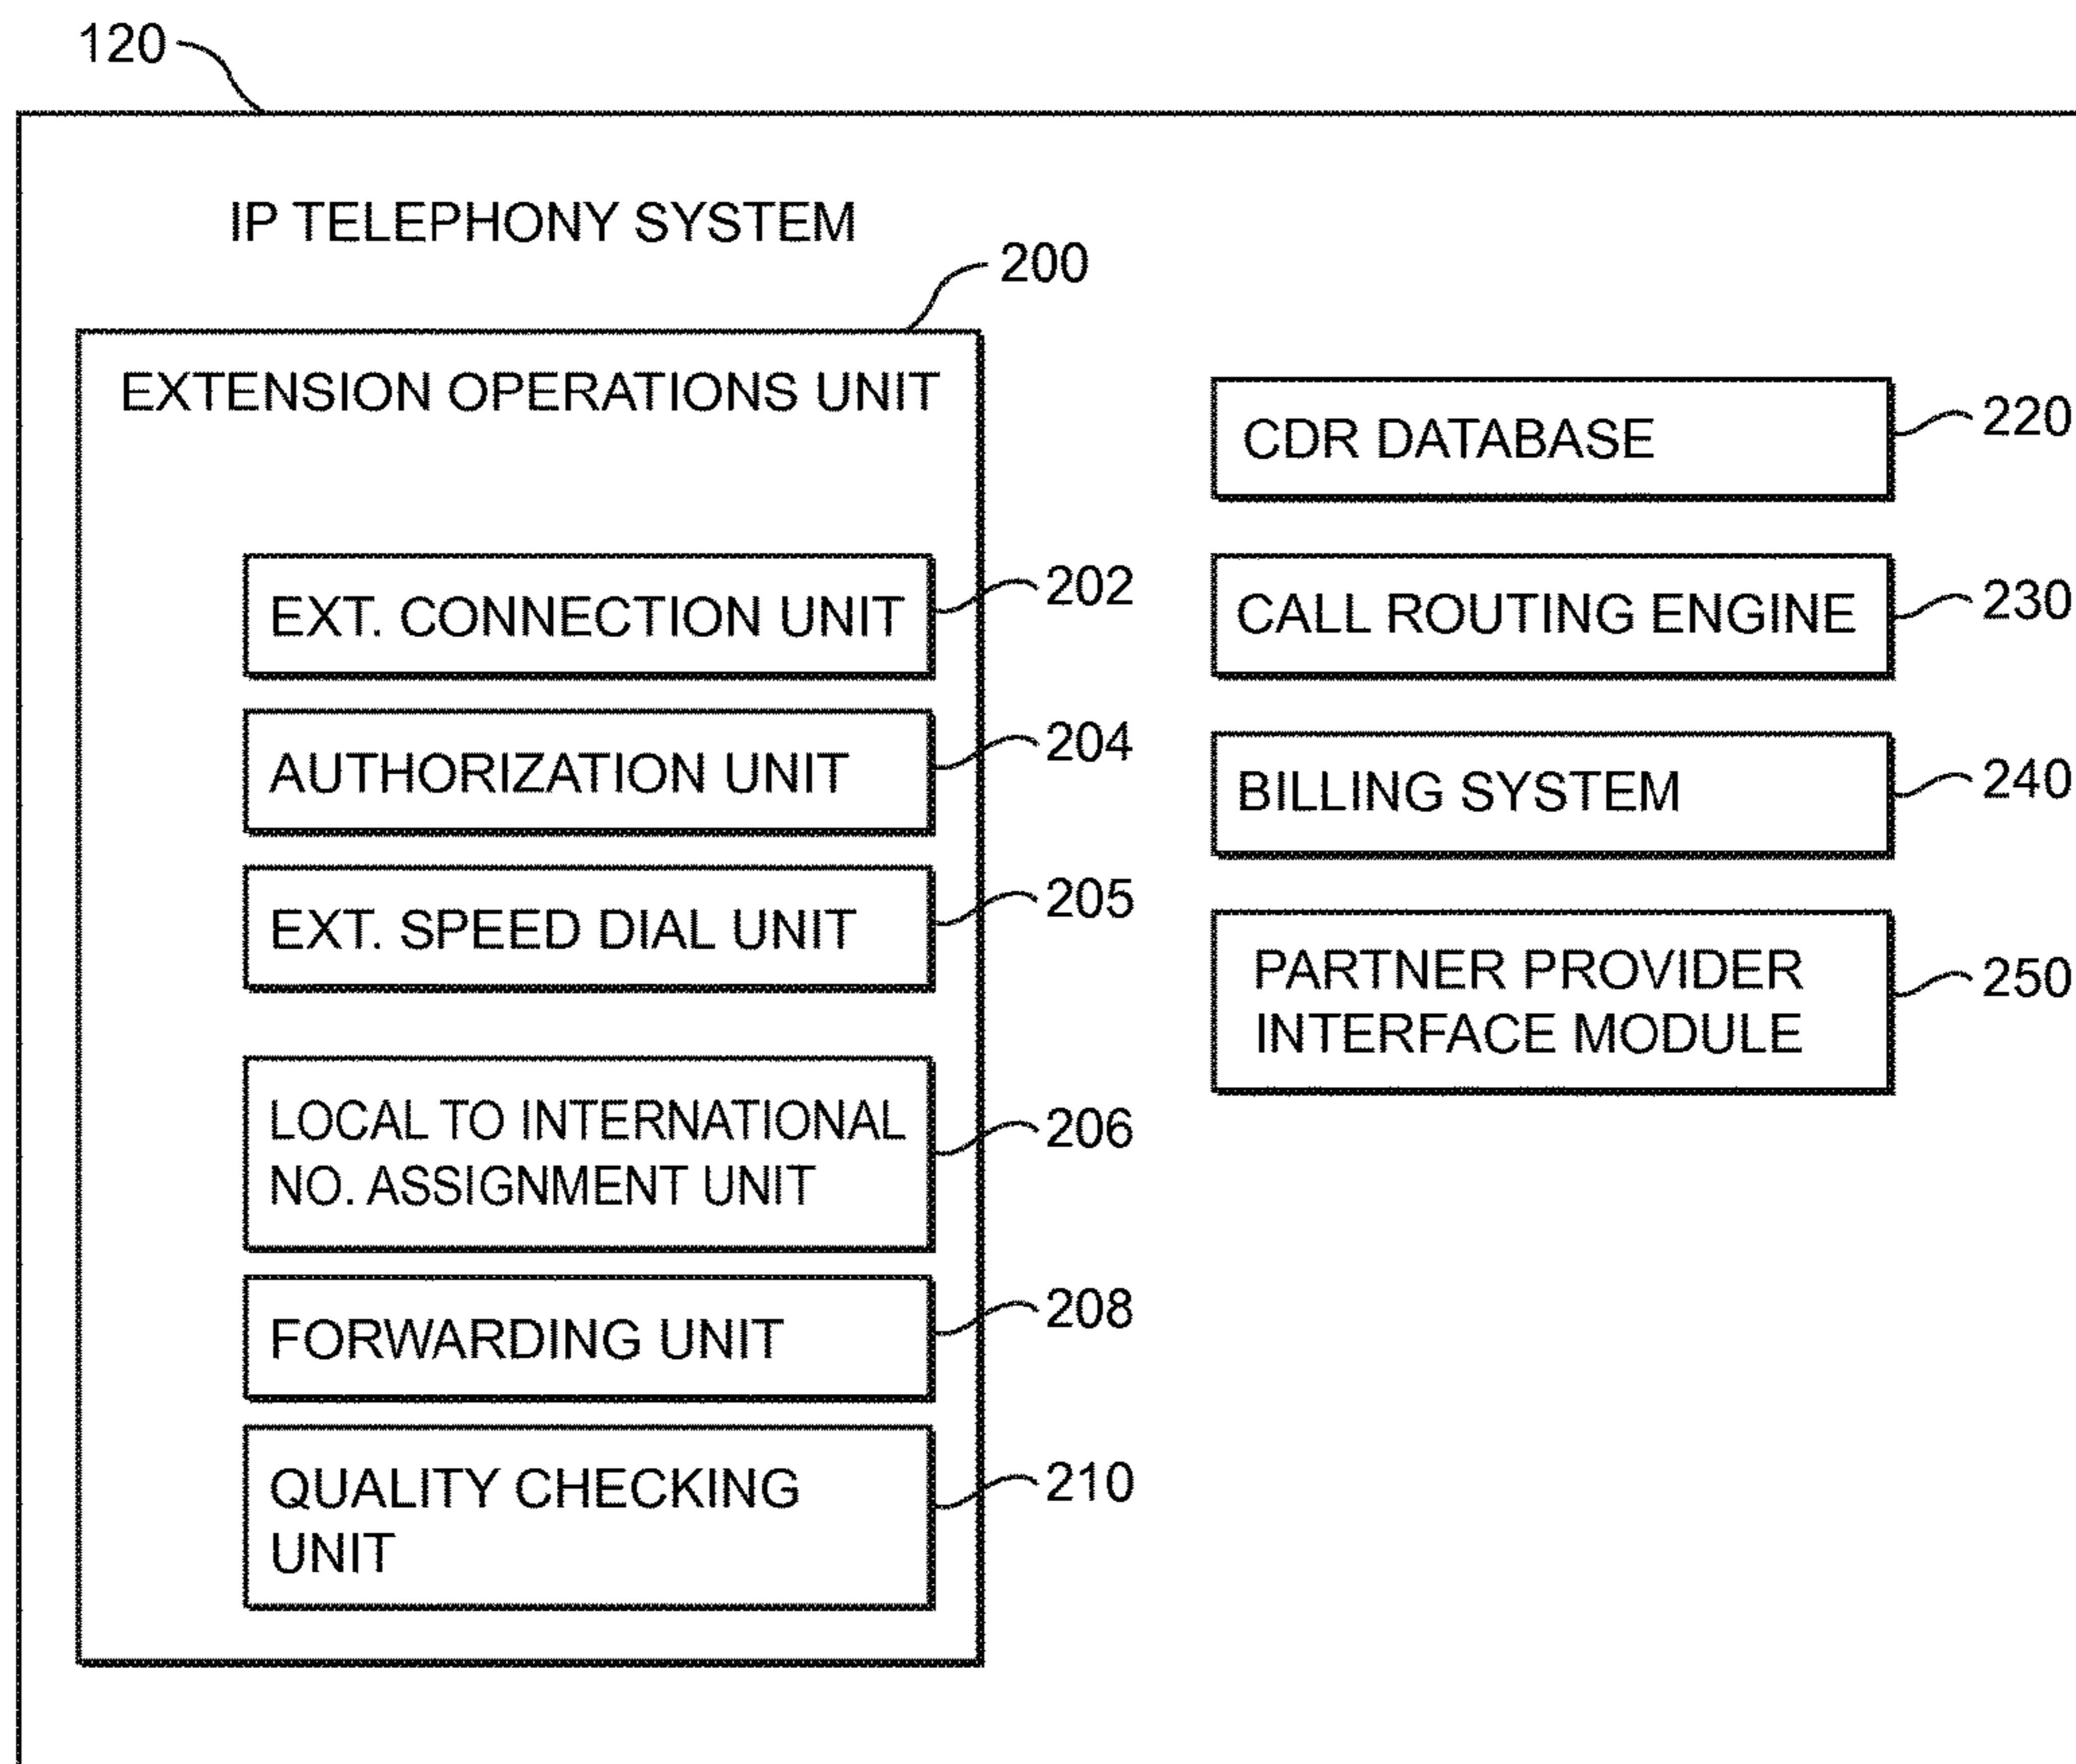 120
IP TELEPHONY SYSTEM
200
EXTENSION OPERATIONS UNIT
EXT. CONNECTION UNIT
202
AUTHORIZATION UNIT
204
EXT. SPEED DIAL UNIT
205
LOCAL TO INTERNATIONAL
NO. ASSIGNMENT UNIT
206
FORWARDING UNIT
208
QUALITY CHECKING
UNIT
210
CDR DATABASE
220
CALL ROUTING ENGINE
230
BILLING SYSTEM
240
PARTNER PROVIDER
INTERFACE MODULE
250